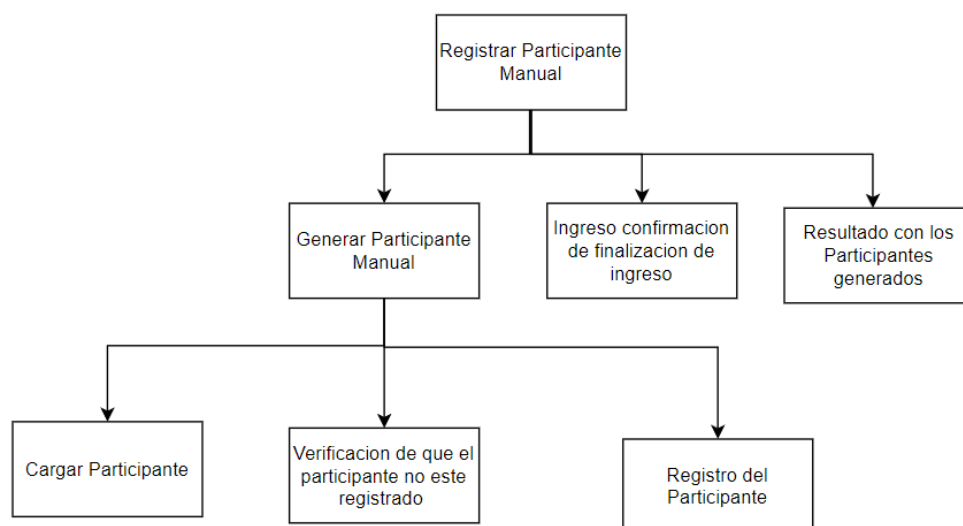 Registrar Participante
Manual
Generar Participante
Manual
Ingreso confirmacion
de finalizacion de
ingreso
Resultado con los
Participantes
generados
Cargar Participante
Verificacion de que el
participante no este
registrado
Registro del
Participante